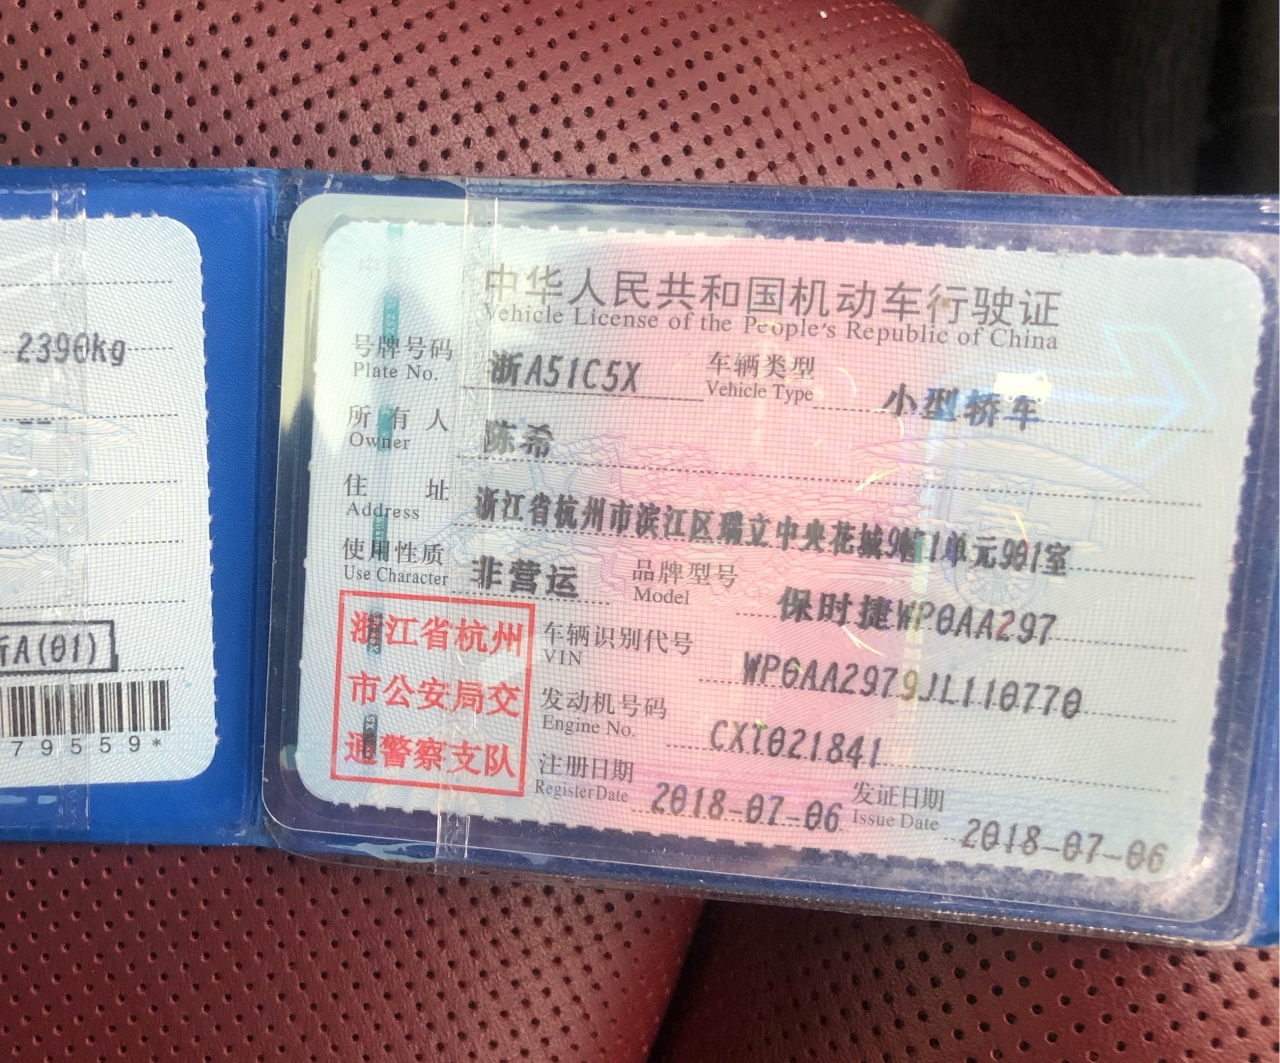 2390kg
--
--
浙A(01)
79559*
中华人民共和国机动车行驶证
Vehicle License of the People's Republic of China
号牌号码 浙A51C5X 车辆类型 小型轿车
Plate No. Vehicle Type
所有人 陈希
Owner
住址 浙江省杭州市滨江区瑞立中央花城9幢1单元901室
Address
使用性质 非营运 品牌型号 保时捷WP0AA297
Use Character Model
浙江省杭州
市公安局交
通警察支队
车辆识别代号 WP0AA2979JL110770
VIN
发动机号码 CXT021841
Engine No.
注册日期 2018-07-06 发证日期 2018-07-06
Register Date Issue Date